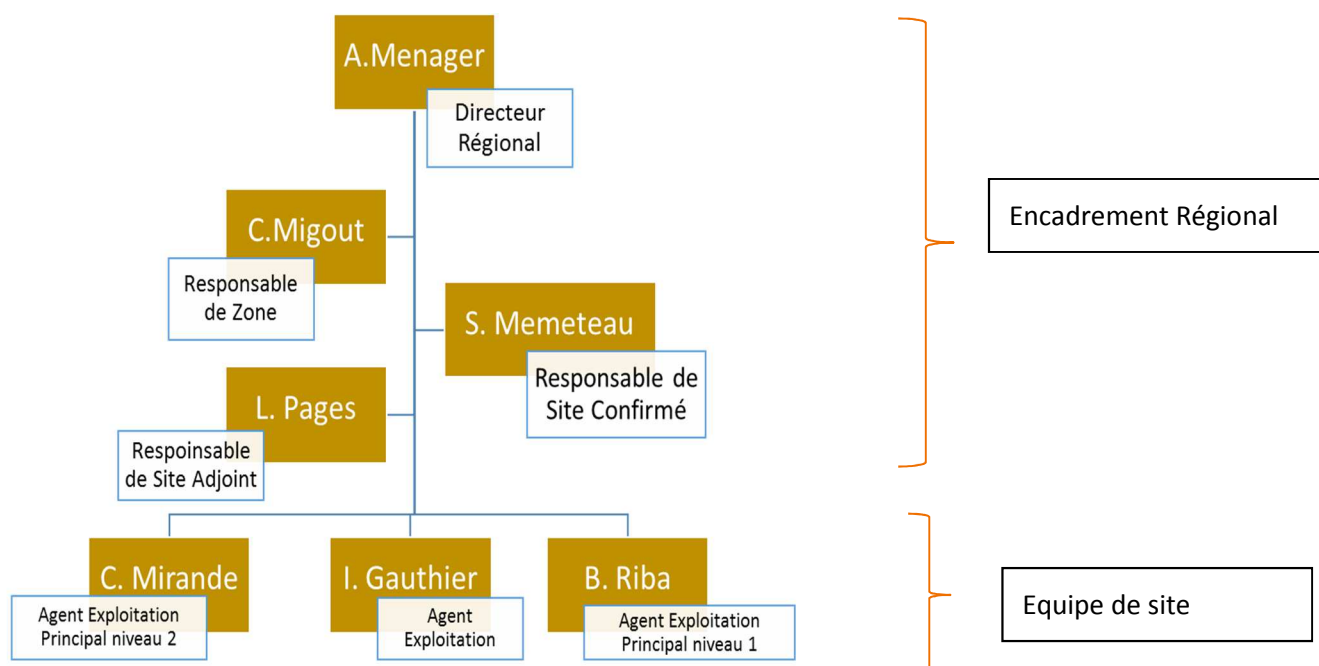 A.Menager
Directeur
Régional
C.Migout
Responsable
de Zone
S. Memeteau
Responsable de
Site Confirmé
L. Pages
Respoinsable
de Site Adjoint
Encadrement Régional
C. Mirande
Agent Exploitation
Principal niveau 2
I. Gauthier
Agent
Exploitation
B. Riba
Agent Exploitation
Principal niveau 1
Equipe de site